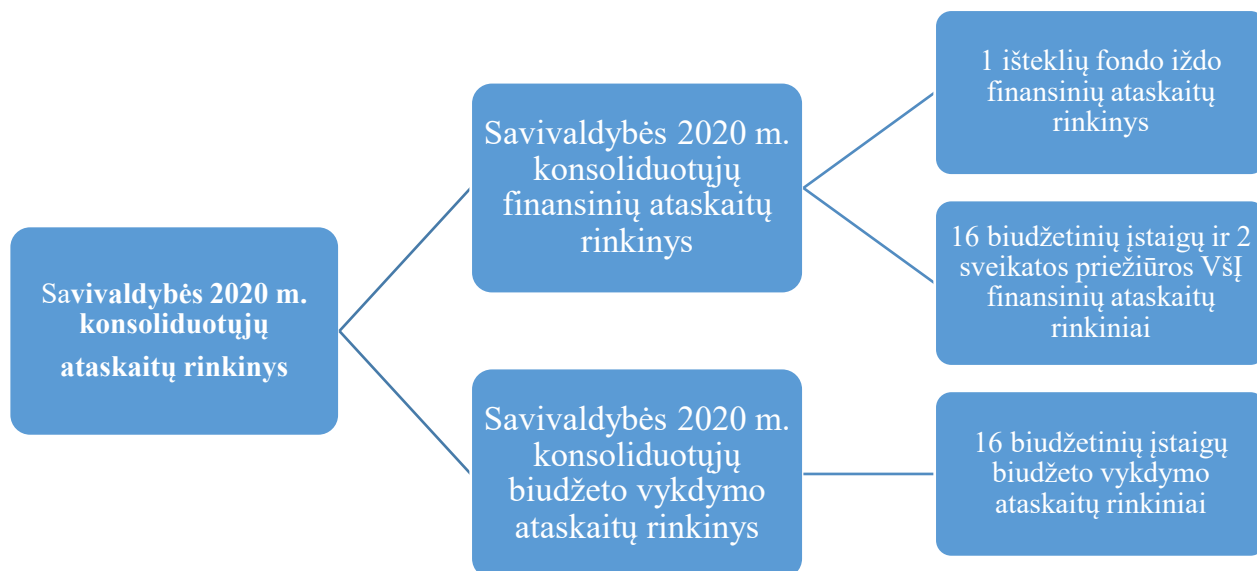 Savivaldybės 2020 m.
konsoliduotųjų
ataskaitų rinkinys
Savivaldybės 2020 m.
konsoliduotųjų
finansinių ataskaitų
rinkinys
1 išteklių fondo iždo
finansinių ataskaitų
rinkinys
16 biudžetinių įstaigų ir 2
sveikatos priežiūros VšĮ
finansinių ataskaitų
rinkiniai
Savivaldybės 2020 m.
konsoliduotųjų
biudžeto vykdymo
ataskaitų rinkinys
16 biudžetinių įstaigų
biudžeto vykdymo
ataskaitų rinkiniai